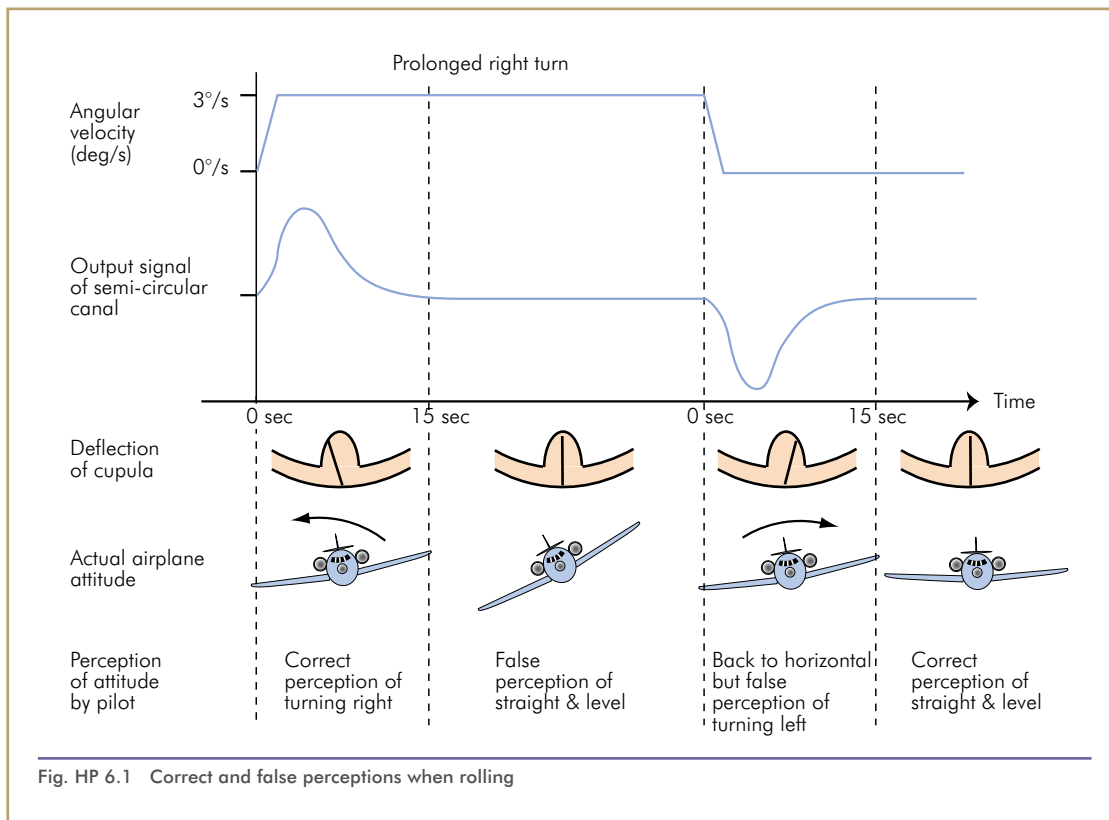 Prolonged right turn
Angular
velocity
(deg/s)
3°/s
0°/s
Output signal
of semi-circular
canal
0 sec
15 sec
0 sec
15 sec
Time
Deflection
of cupula
Actual airplane
attitude
Perception
of attitude
by pilot
Correct
perception of
turning right
False
perception of
straight & level
Back to horizontal
but false
perception of
turning left
Correct
perception of
straight & level
Fig. HP 6.1 Correct and false perceptions when rolling